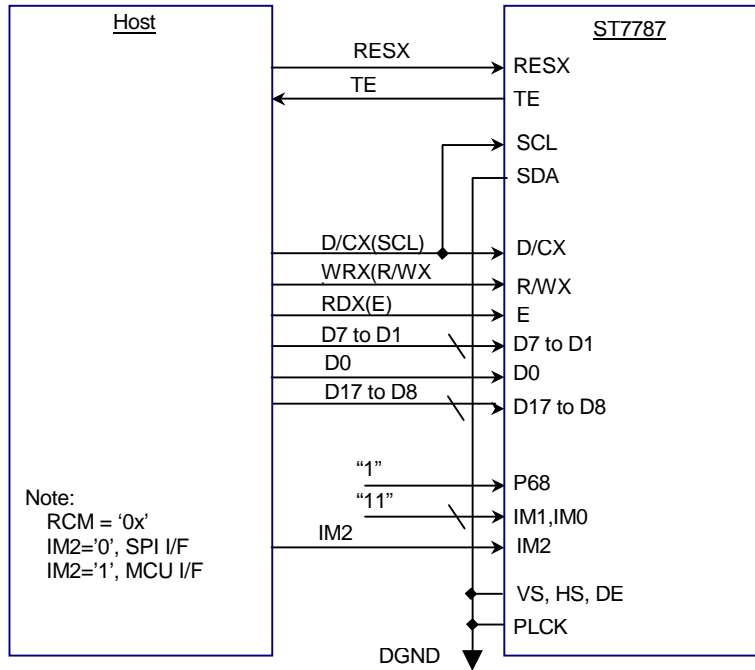 Host
ST7787
RESX
RESX
TE
TE
SCL
SDA
D/CX(SCL)
D/CX
WRX(R/WX
R/WX
RDX(E)
E
D7 to D1
D7 to D1
D0
D0
D17 to D8
D17 to D8
“1”
P68
“11”
IM1,IM0
IM2
IM2
Note:
RCM = ‘0x’
IM2=’0’, SPI I/F
IM2=’1’, MCU I/F
VS, HS, DE
PLCK
DGND